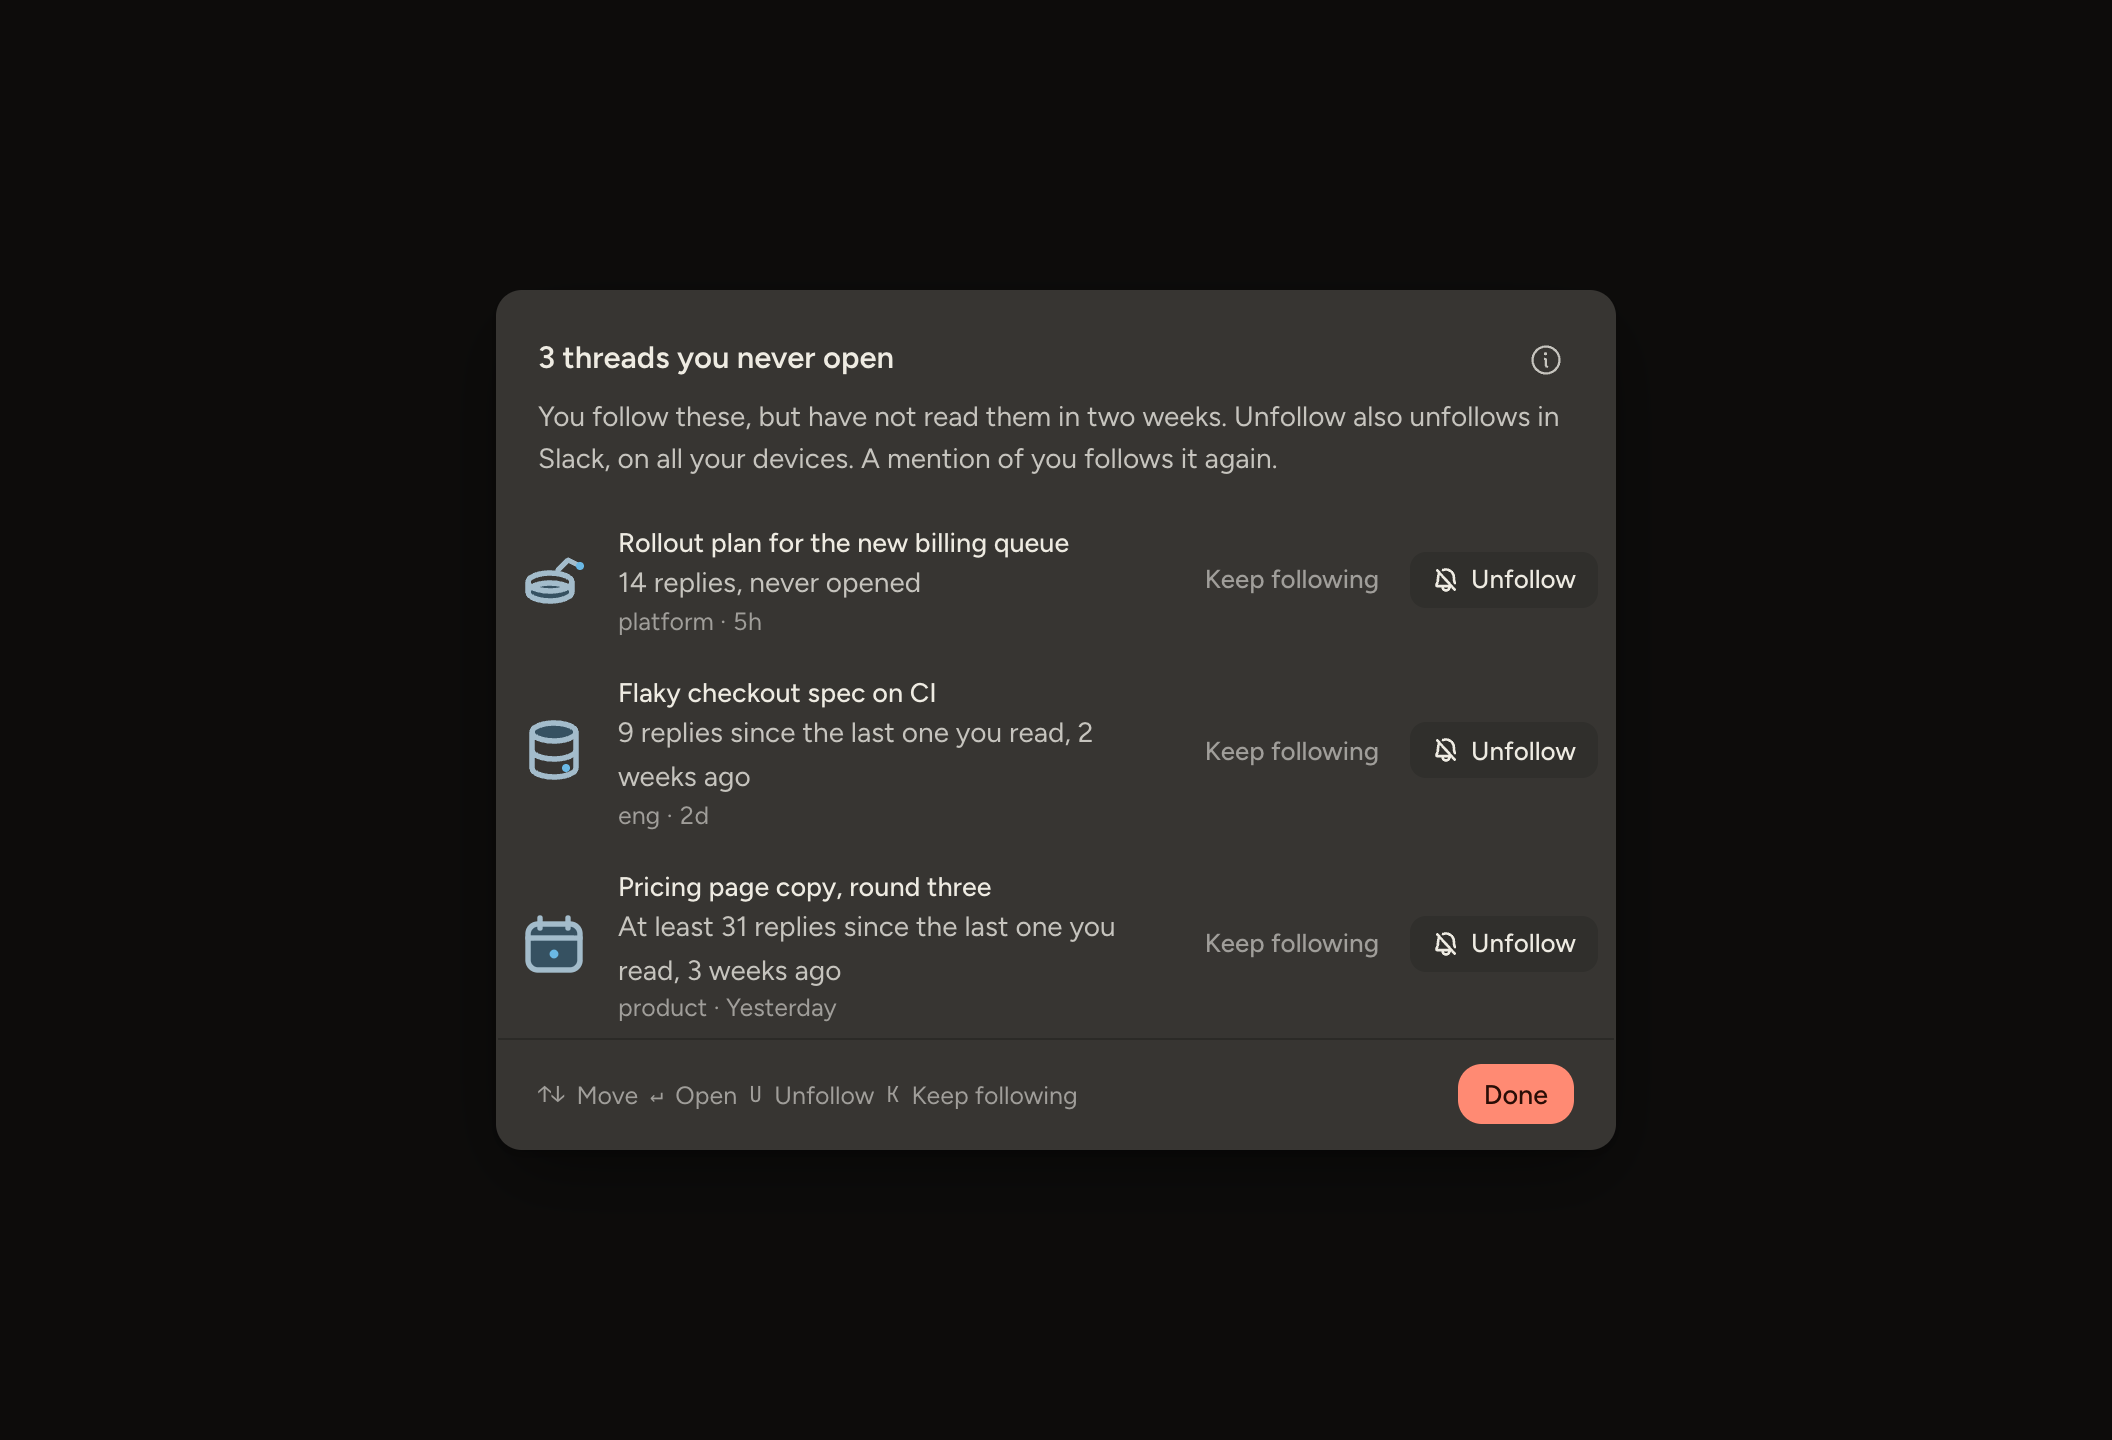 3 threads you never open
You follow these, but have not read them in two weeks. Unfollow also unfollows in
Slack, on all your devices. A mention of you follows it again.
Rollout plan for the new billing queue
14 replies, never opened
platform · 5h
Keep following
Unfollow
Flaky checkout spec on CI
9 replies since the last one you read, 2
weeks ago
eng · 2d
Keep following
Unfollow
Pricing page copy, round three
At least 31 replies since the last one you
read, 3 weeks ago
product · Yesterday
Keep following
Unfollow
↑↓ Move ↵ Open U Unfollow K Keep following
Done